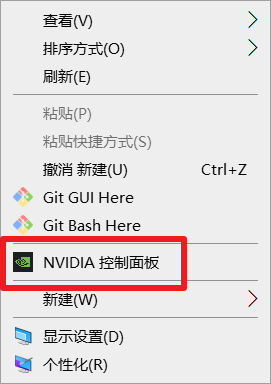 查看(V)
排序方式(O)
刷新(E)
粘贴(P)
粘贴快捷方式(S)
撤消 新建(U) Ctrl+Z
Git GUI Here
Git Bash Here
NVIDIA 控制面板
新建(W)
显示设置(D)
个性化(R)